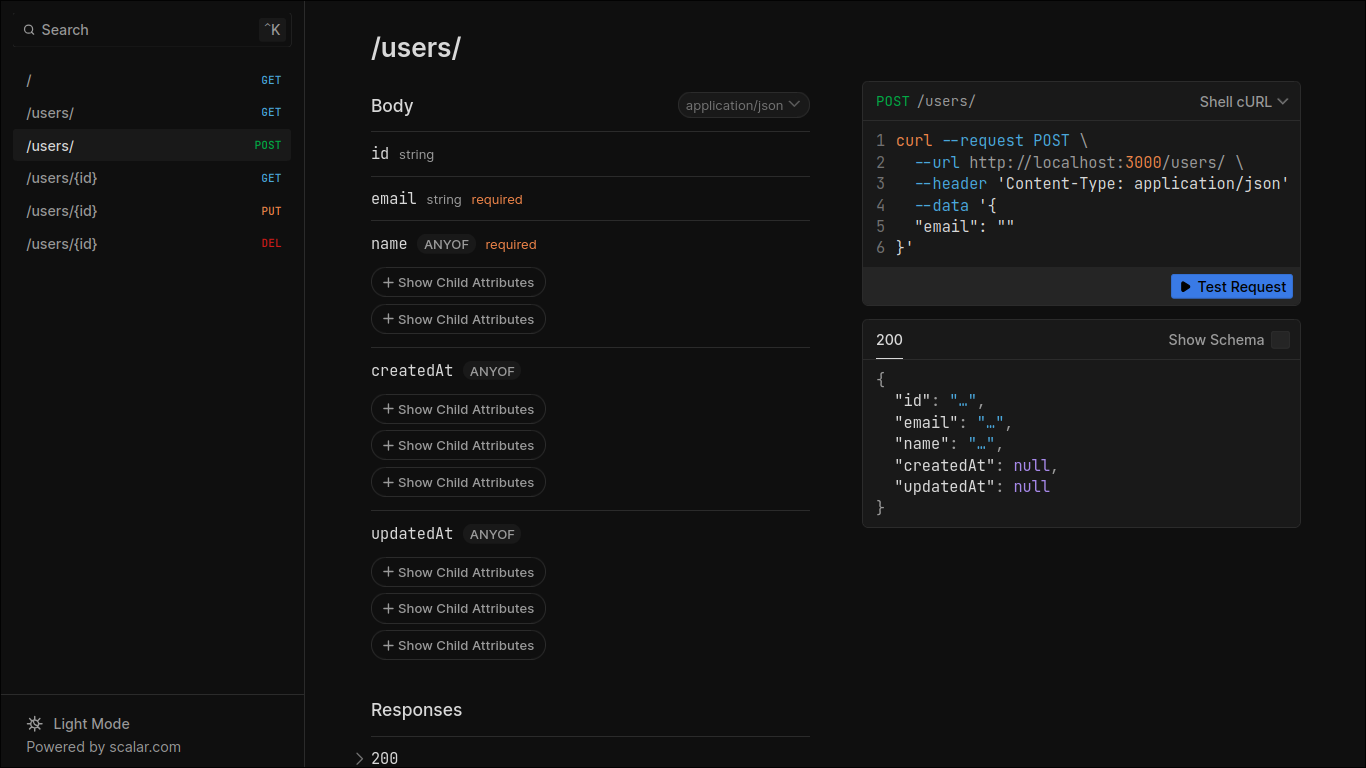 Search
^K
/ GET
/users/ GET
/users/ POST
/users/{id} GET
/users/{id} PUT
/users/{id} DEL
Light Mode
Powered by scalar.com
/users/
Body application/json
id string
email string required
name ANYOF required
+ Show Child Attributes
+ Show Child Attributes
createdAt ANYOF
+ Show Child Attributes
+ Show Child Attributes
+ Show Child Attributes
updatedAt ANYOF
+ Show Child Attributes
+ Show Child Attributes
+ Show Child Attributes
Responses
200
POST /users/ Shell cURL
1 curl --request POST \
2 --url http://localhost:3000/users/ \
3 --header 'Content-Type: application/json'
4 --data '{
5 "email": ""
6 }'
Test Request
200 Show Schema
{
"id": "…",
"email": "…",
"name": "…",
"createdAt": null,
"updatedAt": null
}